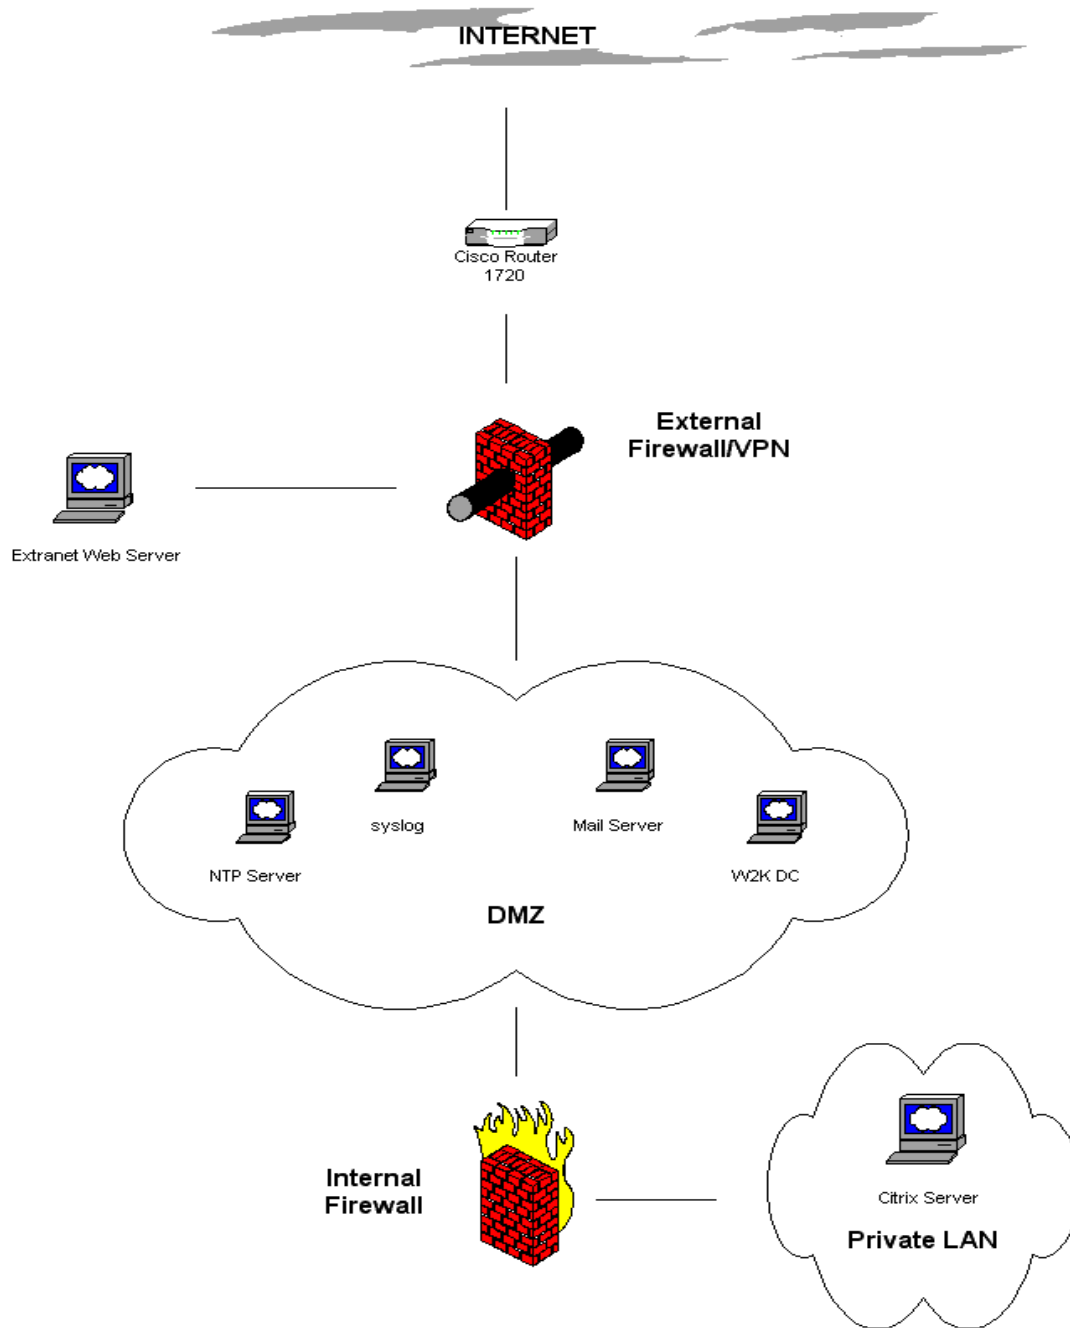 INTERNET
Cisco Router
1720
External
Firewall/VPN
Extranet Web Server
syslog
Mail Server
NTP Server
W2K DC
DMZ
Internal
Firewall
Citrix Server
Private LAN